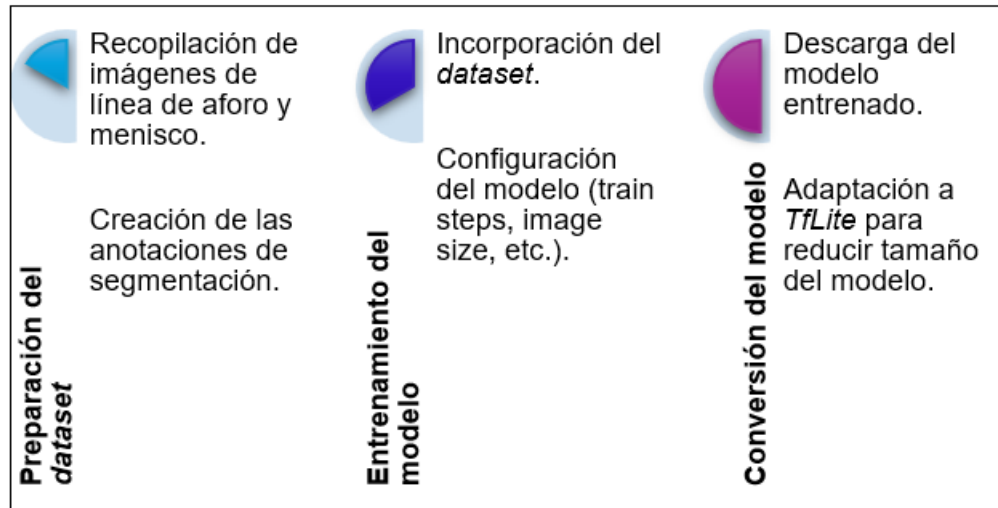 Preparación del
dataset
Recopilación de
imágenes de
línea de aforo y
menisco.
Creación de las
anotaciones de
segmentación.
Entrenamiento del
modelo
Incorporación del
dataset.
Configuración
del modelo (train
steps, image
size, etc.).
Conversión del modelo
Descarga del
modelo
entrenado.
Adaptación a
TfLite para
reducir tamaño
del modelo.